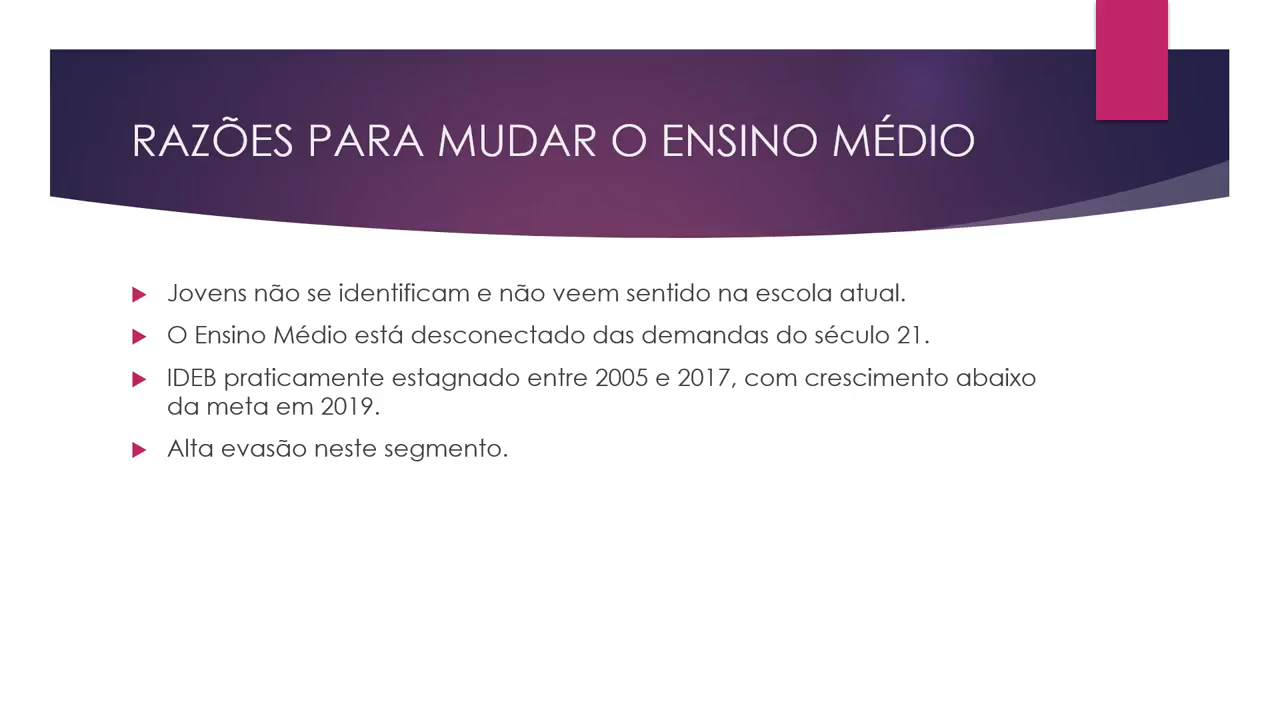 RAZÕES PARA MUDAR O ENSINO MÉDIO
Jovens não se identificam e não veem sentido na escola atual.
O Ensino Médio está desconectado das demandas do século 21.
IDEB praticamente estagnado entre 2005 e 2017, com crescimento abaixo
da meta em 2019.
Alta evasão neste segmento.